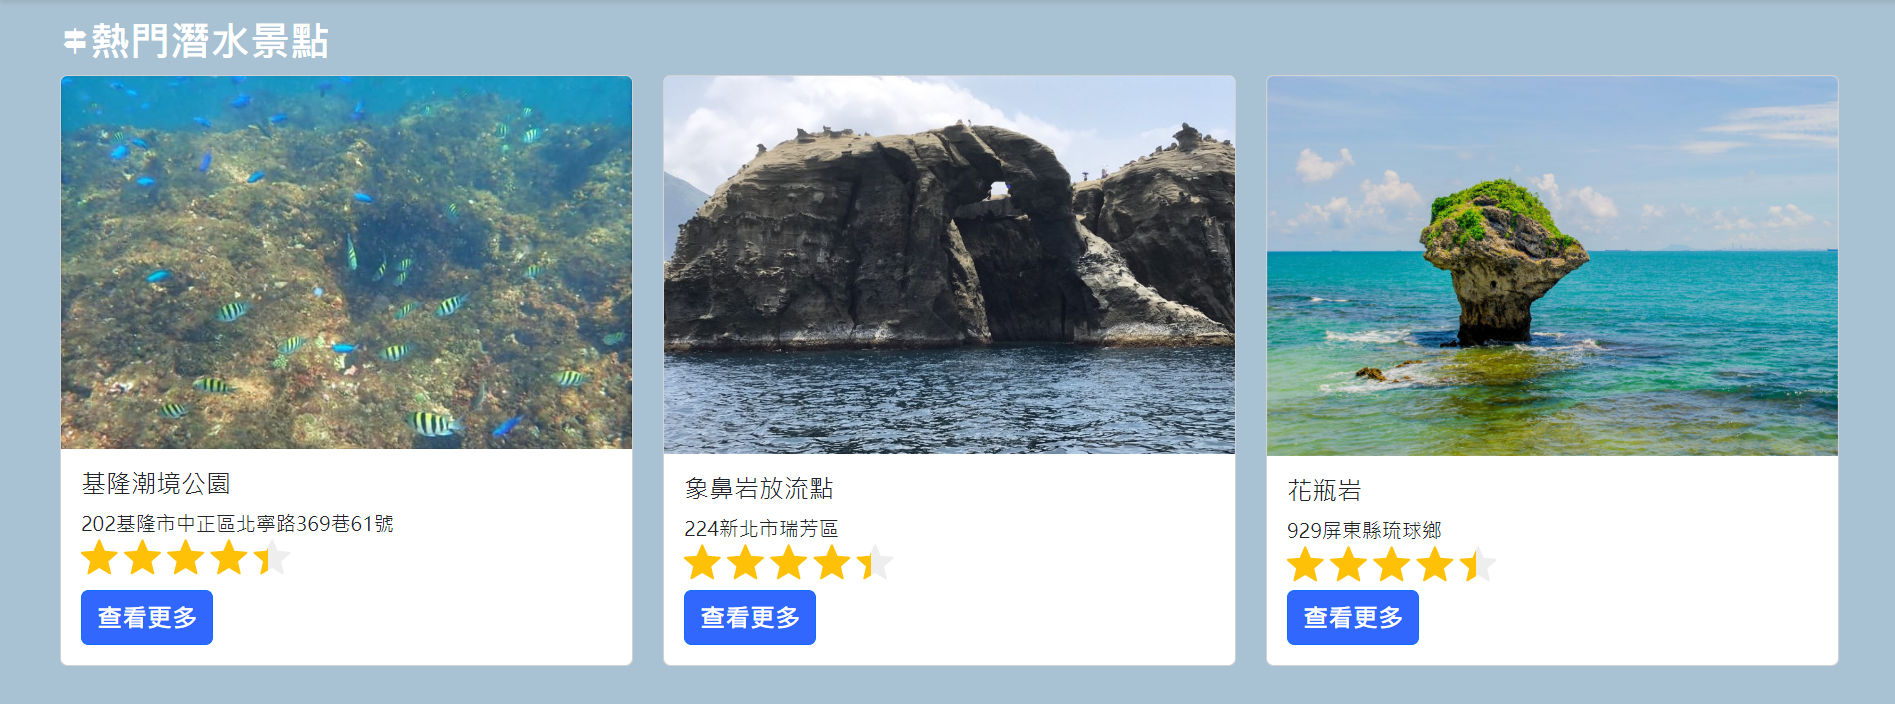 熱門潛水景點
基隆潮境公園
202基隆市中正區北寧路369巷61號
查看更多
象鼻岩放流點
224新北市瑞芳區
查看更多
花瓶岩
929屏東縣琉球鄉
查看更多